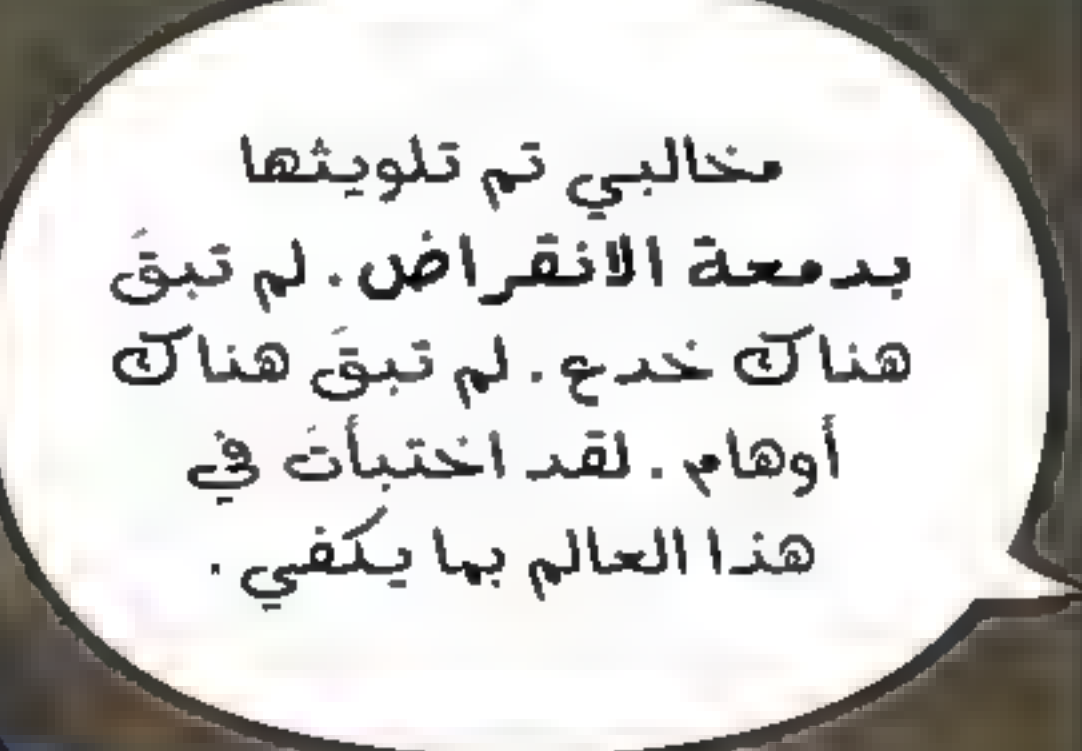 مخالبي تم تلويثها
بدمعة الانقراض. لم تبقَ
هناك خدع. لم تبقَ هناك
أوهام. لقد اختبأتَ في
هذا العالم بما يكفي.